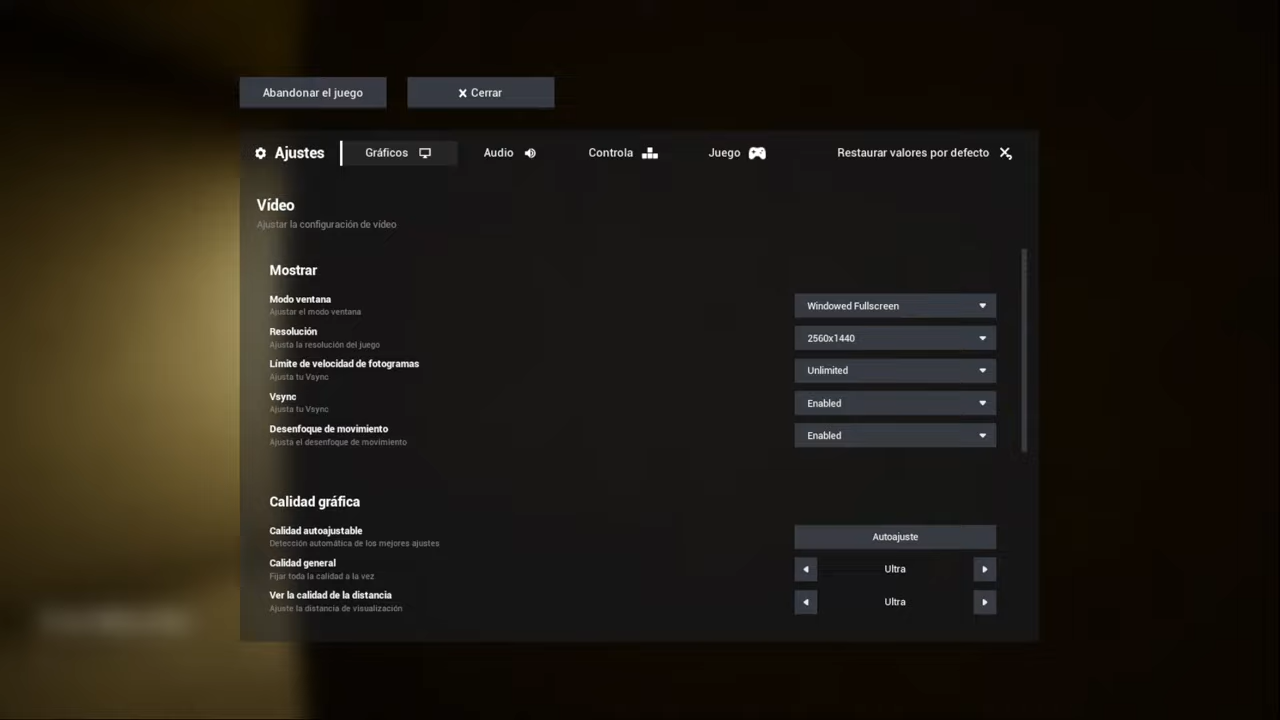 Abandonar el juego
Cerrar
Ajustes
Gráficos
Audio
Controla
Juego
Restaurar valores por defecto
Vídeo
Ajustar la configuración de vídeo
Mostrar
Modo ventana
Ajustar el modo ventana
Windowed Fullscreen
Resolución
Ajusta la resolución del juego
2560x1440
Límite de velocidad de fotogramas
Ajusta tu Vsync
Unlimited
Vsync
Ajusta tu Vsync
Enabled
Desenfoque de movimiento
Ajusta el desenfoque de movimiento
Enabled
Calidad gráfica
Calidad autoajustable
Detección automática de los mejores ajustes
Autoajuste
Calidad general
Fijar toda la calidad a la vez
Ultra
Ver la calidad de la distancia
Ajuste la distancia de visualización
Ultra